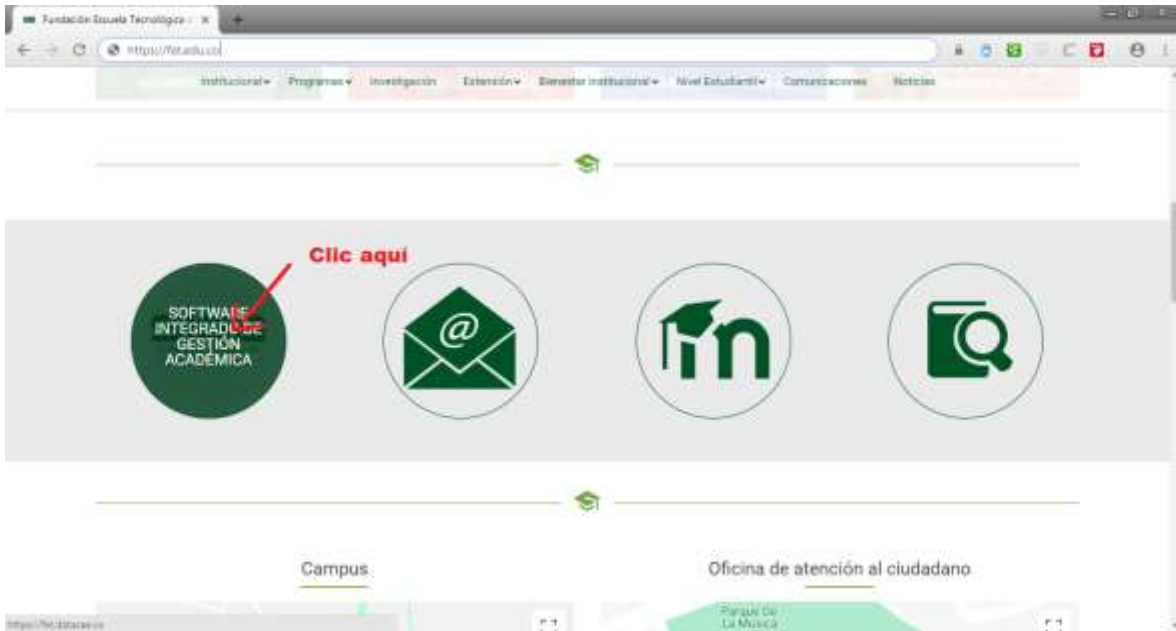 Fundación Escuela Tecnológica
https://fet.edu.co
Institucional Programas Investigación Extensión Bienestar Institucional Nivel Estudiantil Comunicaciones Noticias
Clic aquí
SOFTWARE
INTEGRADO DE
GESTIÓN
ACADÉMICA
@
m
Campus
Oficina de atención al ciudadano
Parque De
La Música